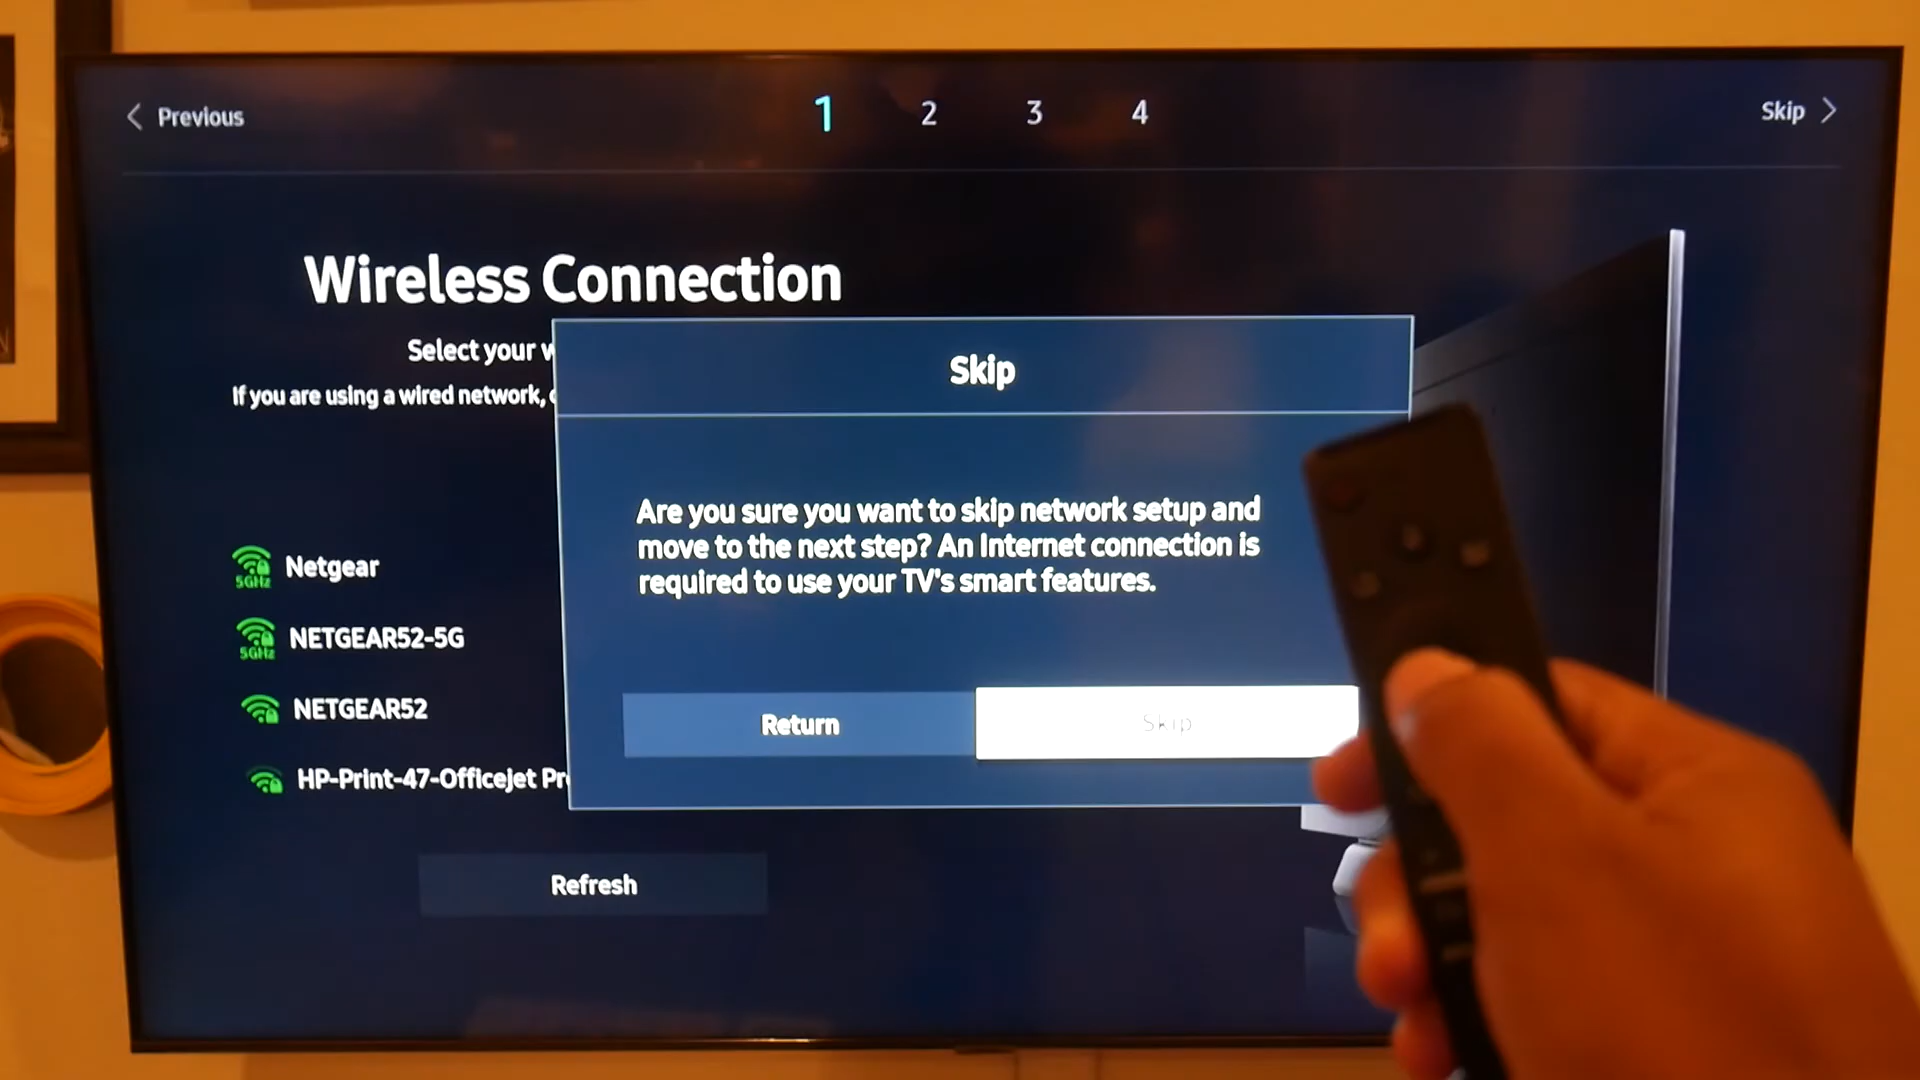 Previous
1 2 3 4
Skip
Wireless Connection
Select your
If you are using a wired network,
Skip
Are you sure you want to skip network setup and
move to the next step? An Internet connection is
required to use your TV's smart features.
5GHz Netgear
5GHz NETGEAR52-5G
NETGEAR52
HP-Print-47-Officejet
Return
Skip
Refresh